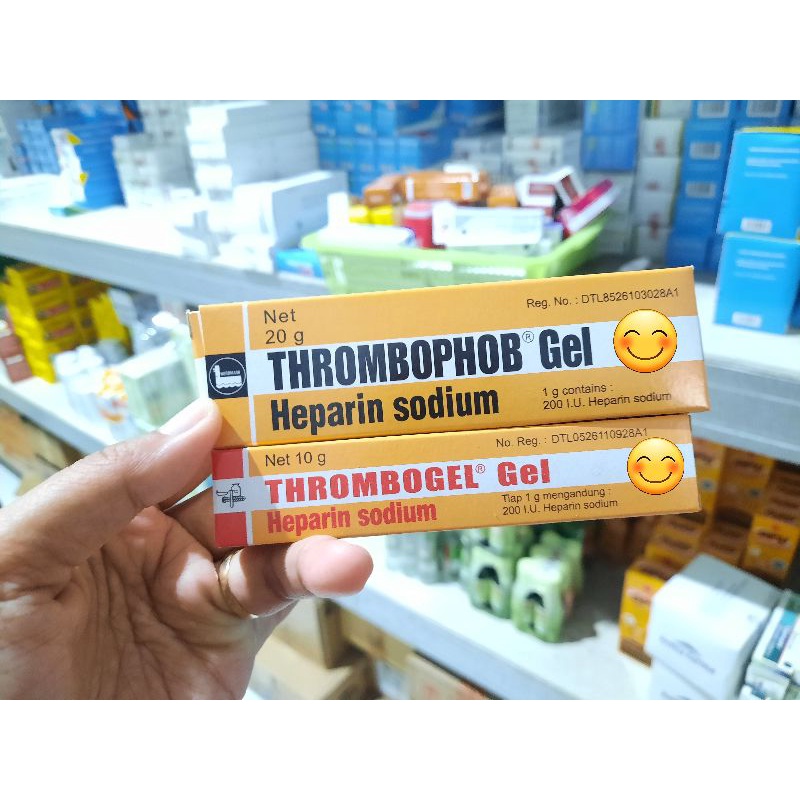 Net
20 g
Reg. No. : DTL8526103028A1
THROMBOPHOB® Gel
Heparin sodium
1 g contains :
200 I.U. Heparin sodium
Net 10 g
No. Reg. : DTL0526110928A1
THROMBOGEL® Gel
Heparin sodium
Tiap 1 g mengandung :
200 I.U. Heparin sodium